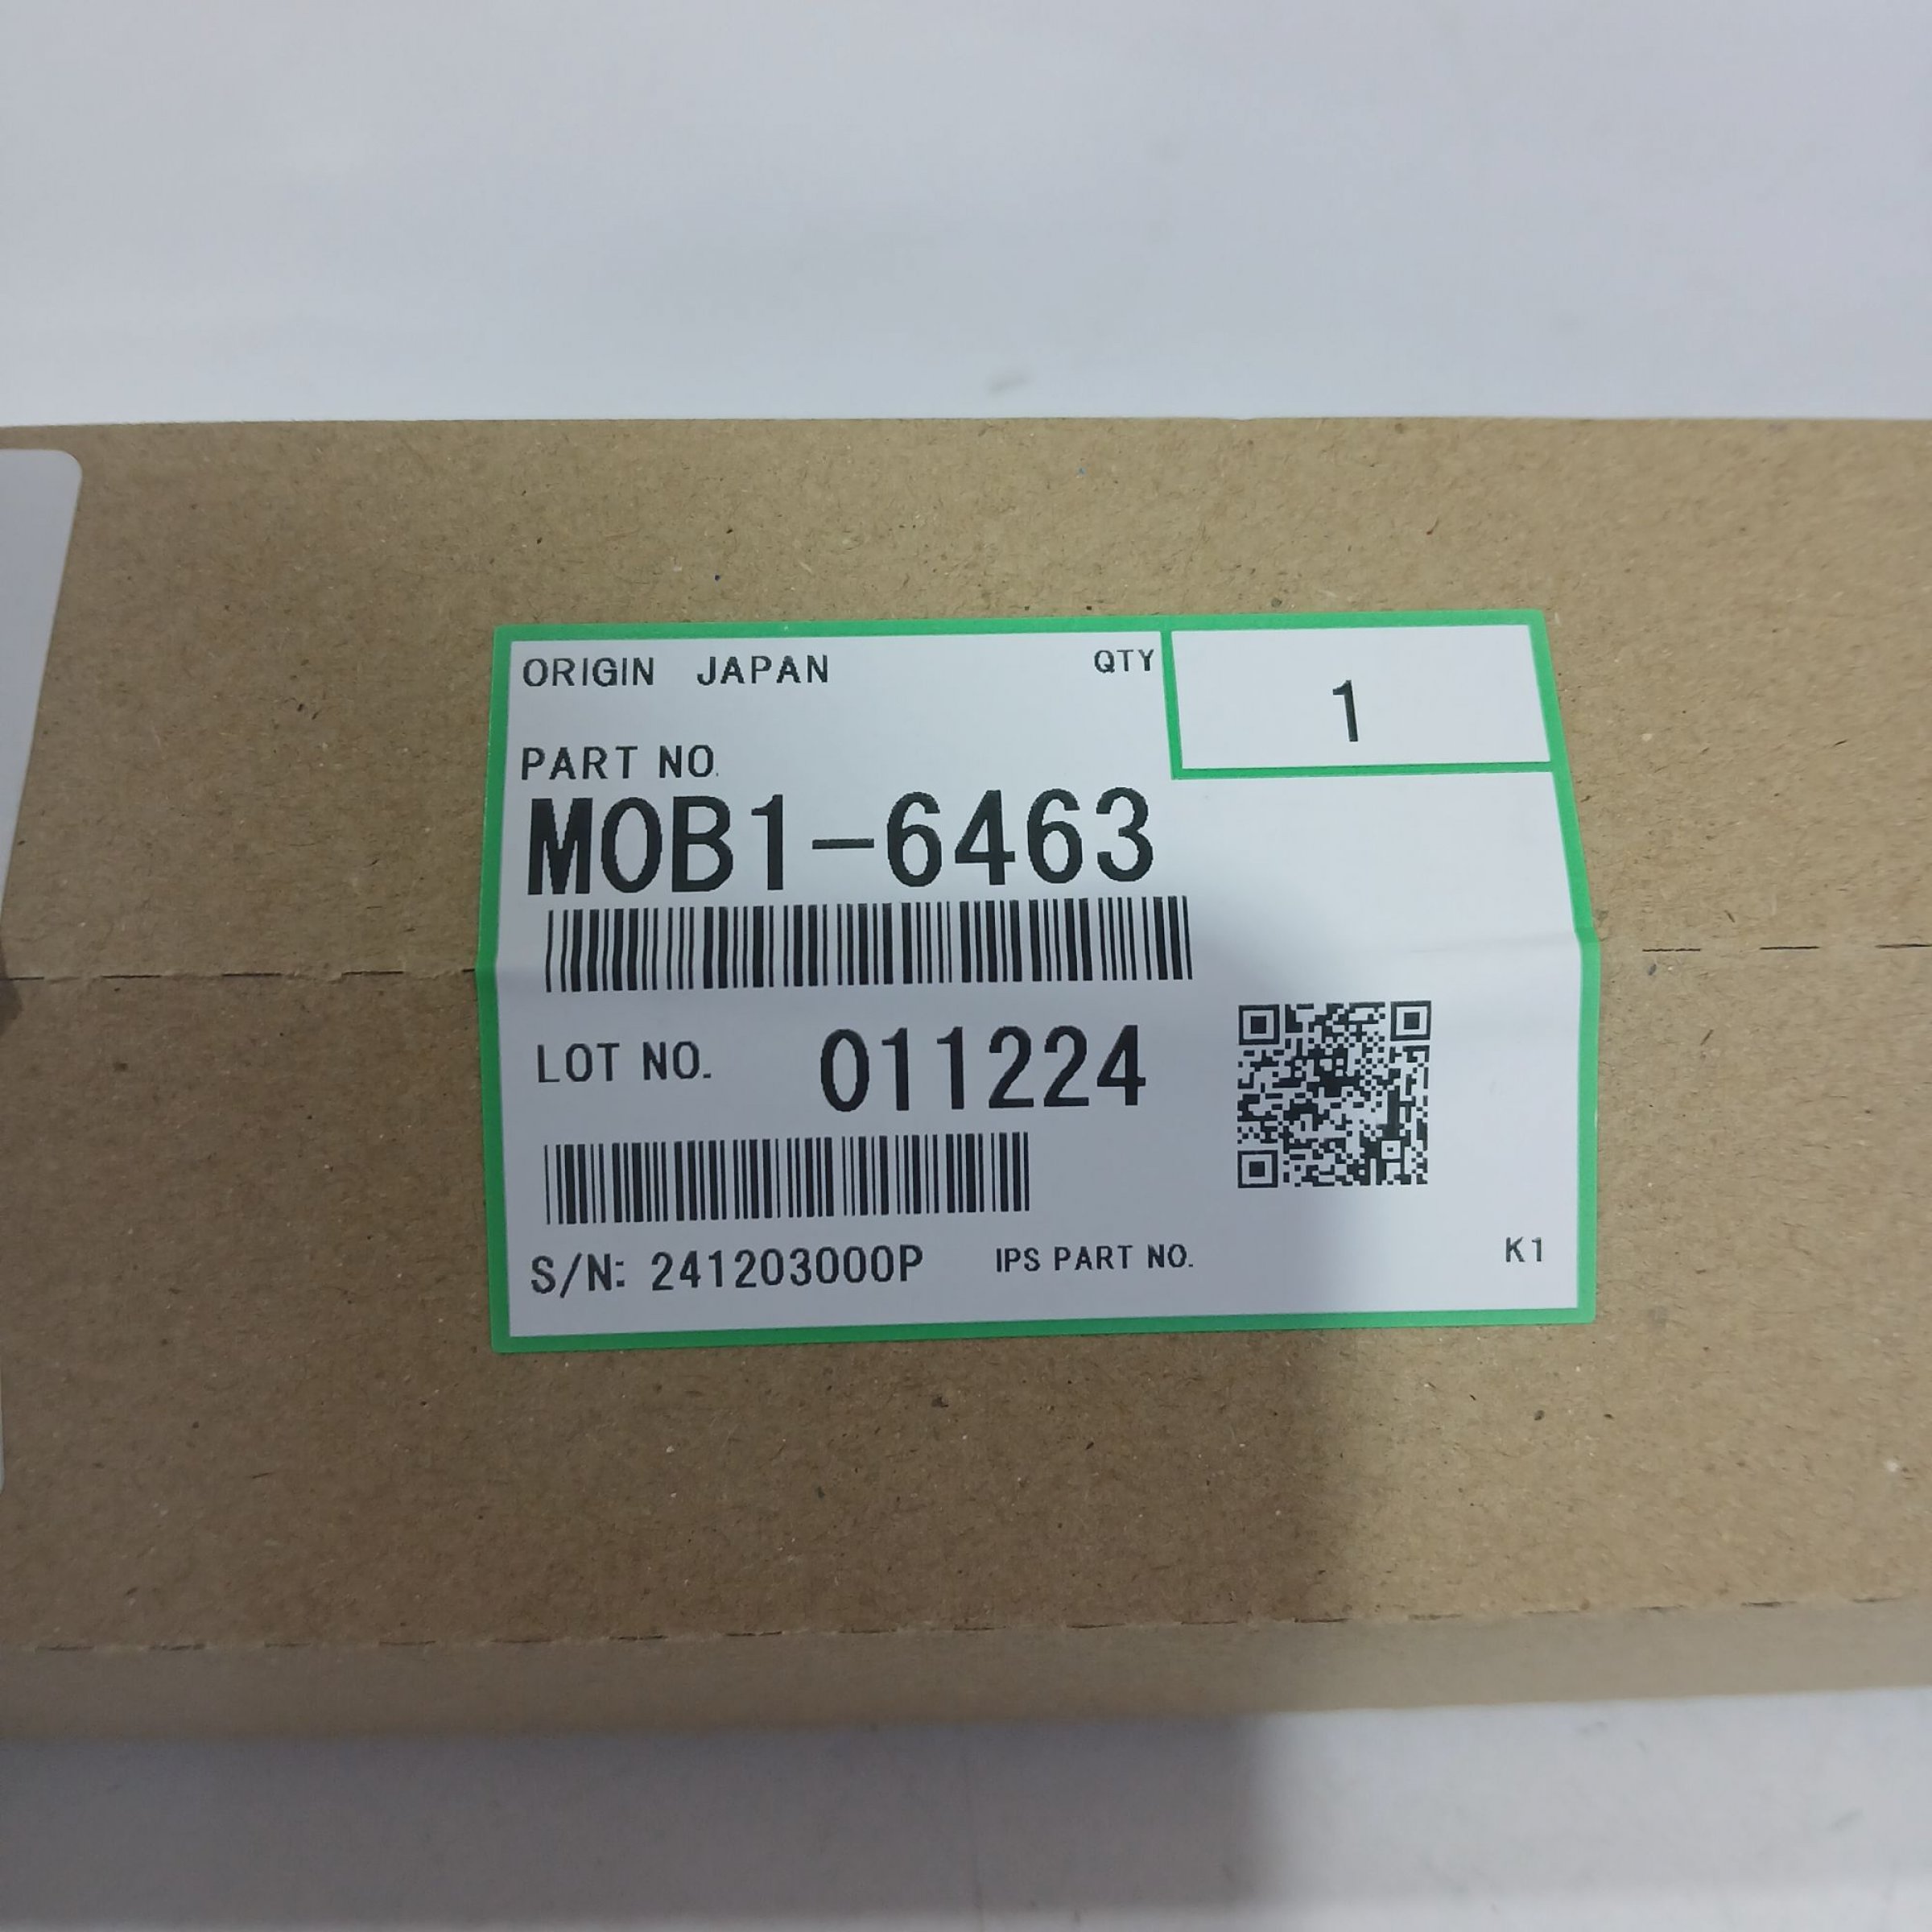 ORIGIN JAPAN QTY 1
PART NO.
M0B1-6463
LOT NO. 011224
S/N: 241203000P IPS PART NO. K1